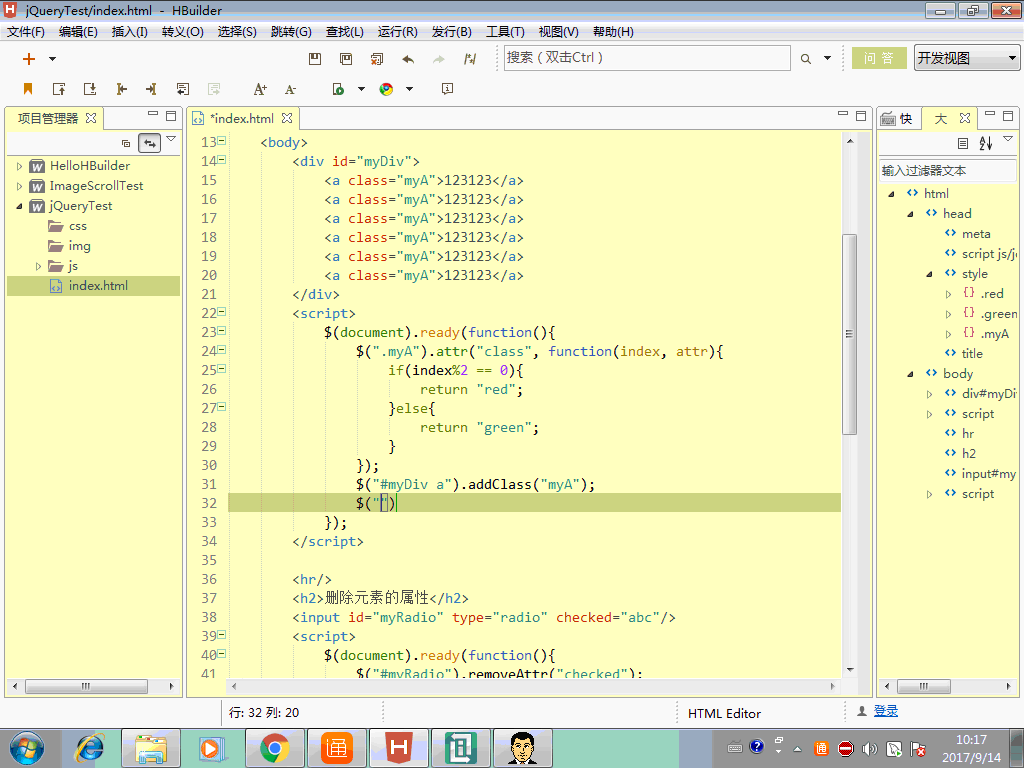 jQueryTest/index.html - HBuilder
文件(F) 编辑(E) 插入(I) 转义(O) 选择(S) 跳转(G) 查找(L) 运行(R) 发行(B) 工具(T) 视图(V) 帮助(H)
搜索（双击Ctrl）
问 答
开发视图
项目管理器
*index.html
快
大
输入过滤器文本
HelloHBuilder
ImageScrollTest
jQueryTest
css
img
js
index.html
13 <body>
14 <div id="myDiv">
15 <a class="myA">123123</a>
16 <a class="myA">123123</a>
17 <a class="myA">123123</a>
18 <a class="myA">123123</a>
19 <a class="myA">123123</a>
20 <a class="myA">123123</a>
21 </div>
22 <script>
23 $(document).ready(function(){
24 $(".myA").attr("class", function(index, attr){
25 if(index%2 == 0){
26 return "red";
27 }else{
28 return "green";
29 }
30 });
31 $("#myDiv a").addClass("myA");
32 $("")
33 });
34 </script>
35
36 <hr/>
37 <h2>删除元素的属性</h2>
38 <input id="myRadio" type="radio" checked="abc"/>
39 <script>
40 $(document).ready(function(){
41 $("#myRadio").removeAttr("checked");
html
head
meta
script js/j
style
.red
.green
.myA
title
body
div#myDi
script
hr
h2
input#my
script
行: 32 列: 20
HTML Editor
登录
10:17
2017/9/14